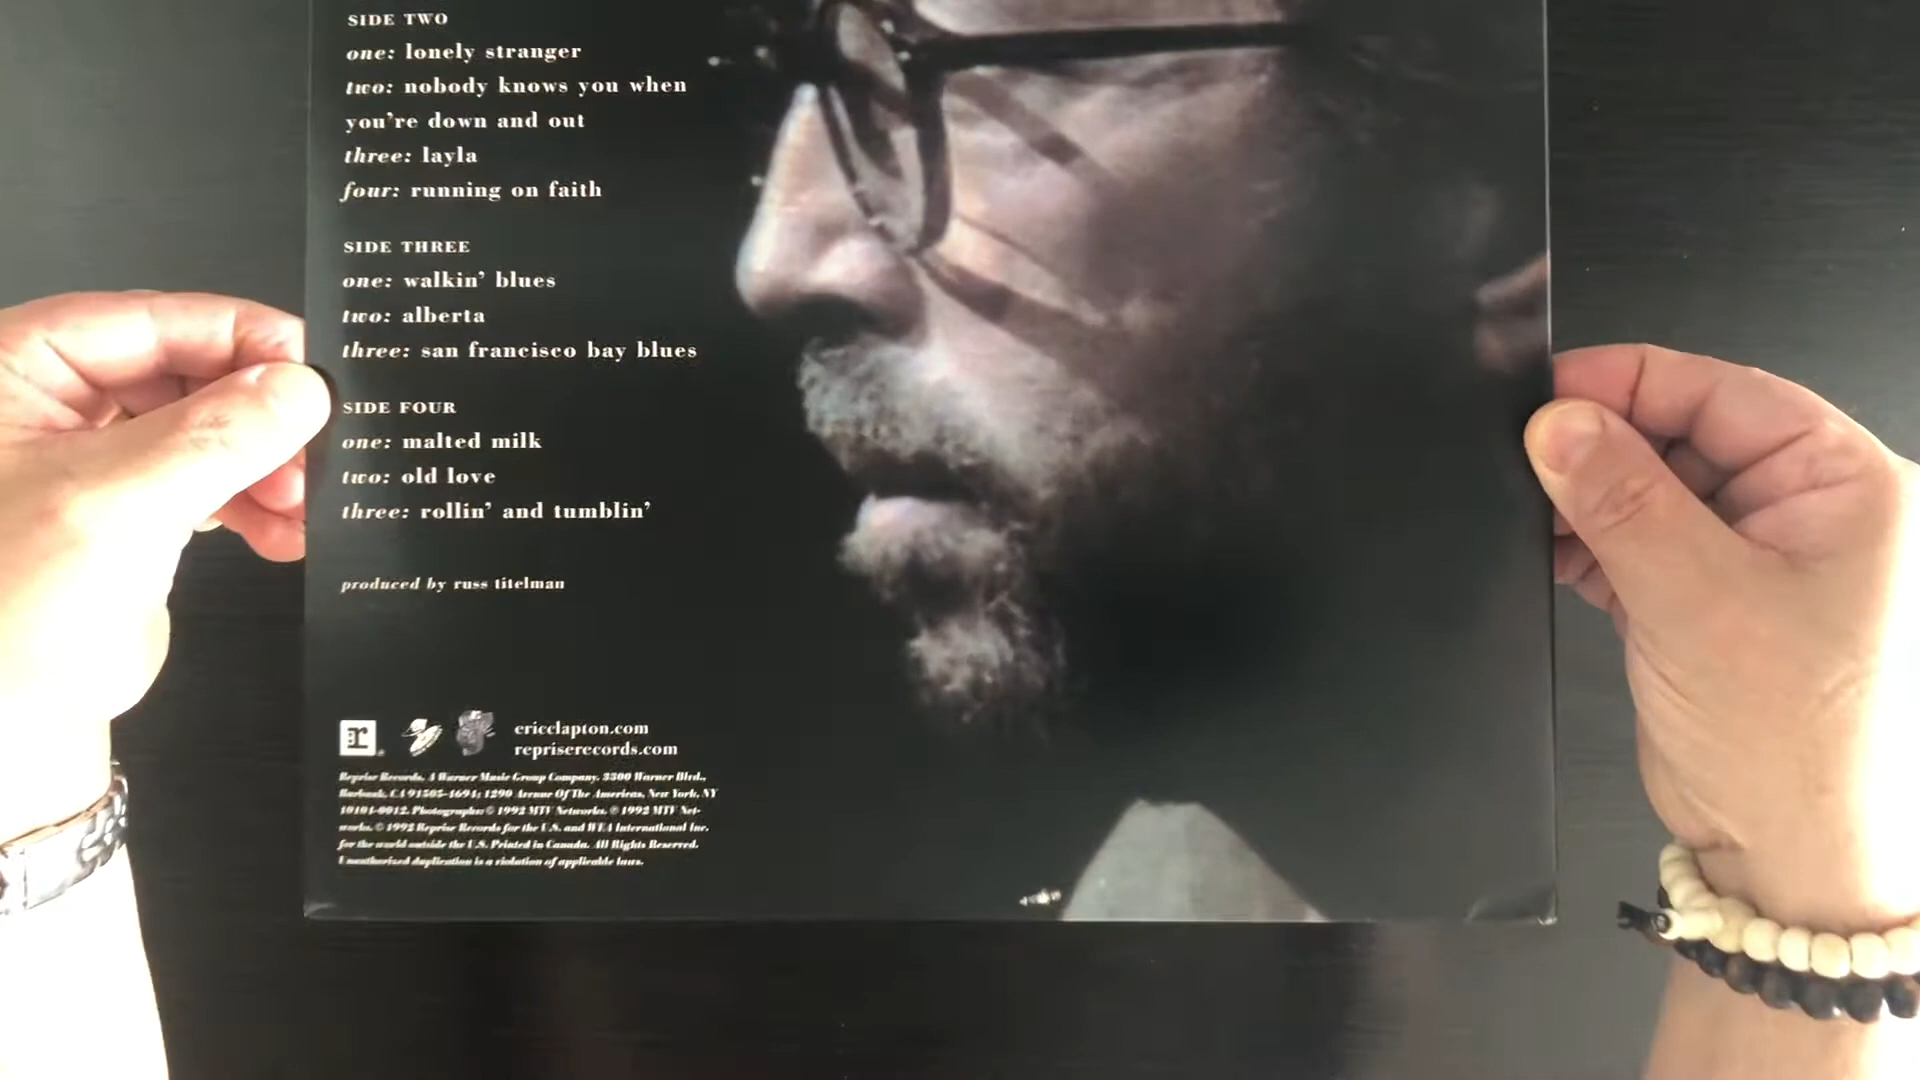 SIDE TWO
one: lonely stranger
two: nobody knows you when
you're down and out
three: layla
four: running on faith
SIDE THREE
one: walkin' blues
two: alberta
three: san francisco bay blues
SIDE FOUR
one: malted milk
two: old love
three: rollin' and tumblin'
produced by russ titelman
r
ericclapton.com
repriserecords.com
Reprise Records, A Warner Music Group Company, 3300 Warner Blvd.,
Burbank, CA 91505-4694; 1290 Avenue Of The Americas, New York, NY
10104-0012. Photographs © 1992 MTV Networks. ℗ 1992 MTV Net-
works. © 1992 Reprise Records for the U.S. and WEA International Inc.
for the world outside the U.S. Printed in Canada. All Rights Reserved.
Unauthorized duplication is a violation of applicable laws.